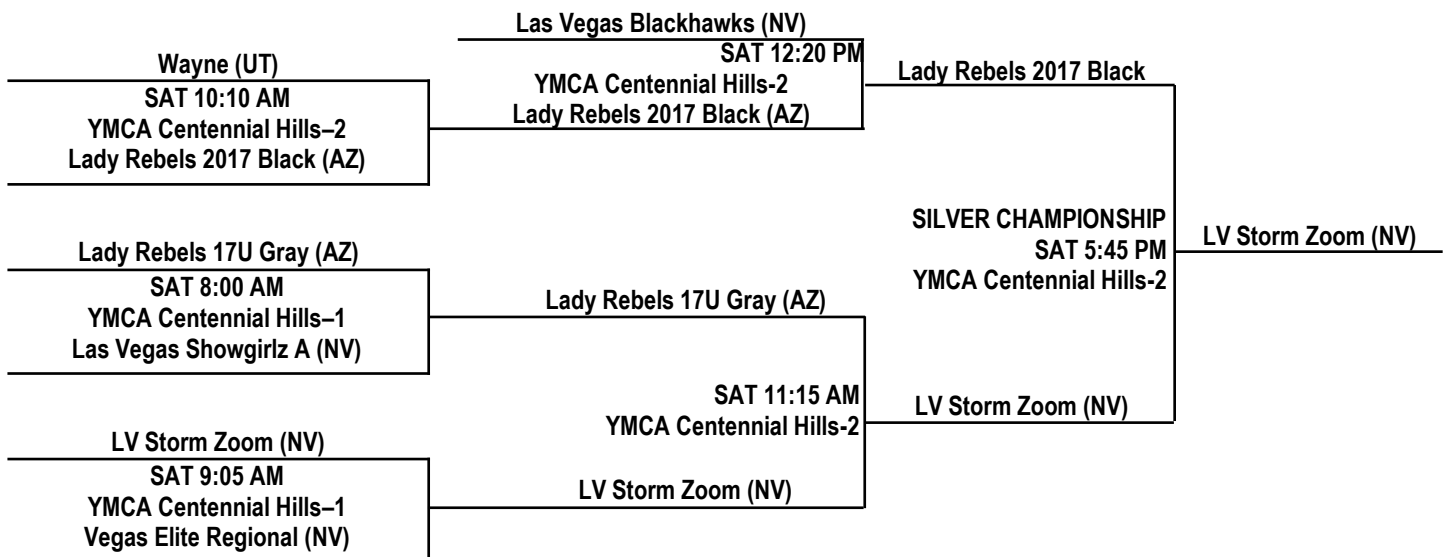 Las Vegas Blackhawks (NV)
SAT 12:20 PM
YMCA Centennial Hills-2
Lady Rebels 2017 Black (AZ)
Wayne (UT)
SAT 10:10 AM
YMCA Centennial Hills–2
Lady Rebels 2017 Black (AZ)
Lady Rebels 2017 Black
Lady Rebels 17U Gray (AZ)
SAT 8:00 AM
YMCA Centennial Hills–1
Las Vegas Showgirlz A (NV)
Lady Rebels 17U Gray (AZ)
SAT 11:15 AM
YMCA Centennial Hills-2
LV Storm Zoom (NV)
LV Storm Zoom (NV)
SAT 9:05 AM
YMCA Centennial Hills–1
Vegas Elite Regional (NV)
LV Storm Zoom (NV)
SILVER CHAMPIONSHIP
SAT 5:45 PM
YMCA Centennial Hills-2
LV Storm Zoom (NV)